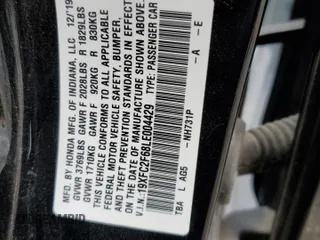 MFD. BY HONDA MFG. OF INDIANA, LLC 12/19
GVWR 3769LBS GAWR F 2028LBS R 1829LBS
GVWR 1710KG GAWR F 920KG R 830KG
THIS VEHICLE CONFORMS TO ALL APPLICABLE
FEDERAL MOTOR VEHICLE SAFETY, BUMPER,
AND THEFT PREVENTION STANDARDS IN EFFECT
ON THE DATE OF MANUFACTURE SHOWN ABOVE.
V.I.N.: 19XFC2F68LE004429 TYPE: PASSENGER CAR
NH731P -A -E
TBA L AG5